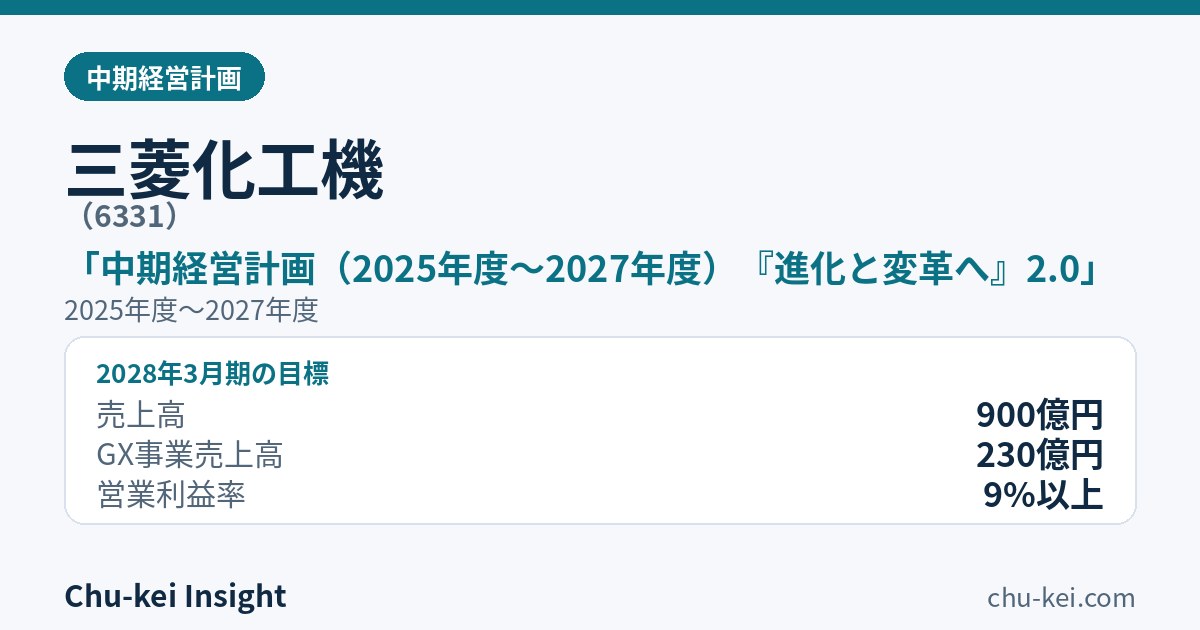 中期経営計画
三菱化工機
（6331）
「中期経営計画（2025年度～2027年度）『進化と変革へ』2.0」
2025年度～2027年度
2028年3月期の目標
売上高 900億円
GX事業売上高 230億円
営業利益率 9%以上
Chu-kei Insight chu-kei.com